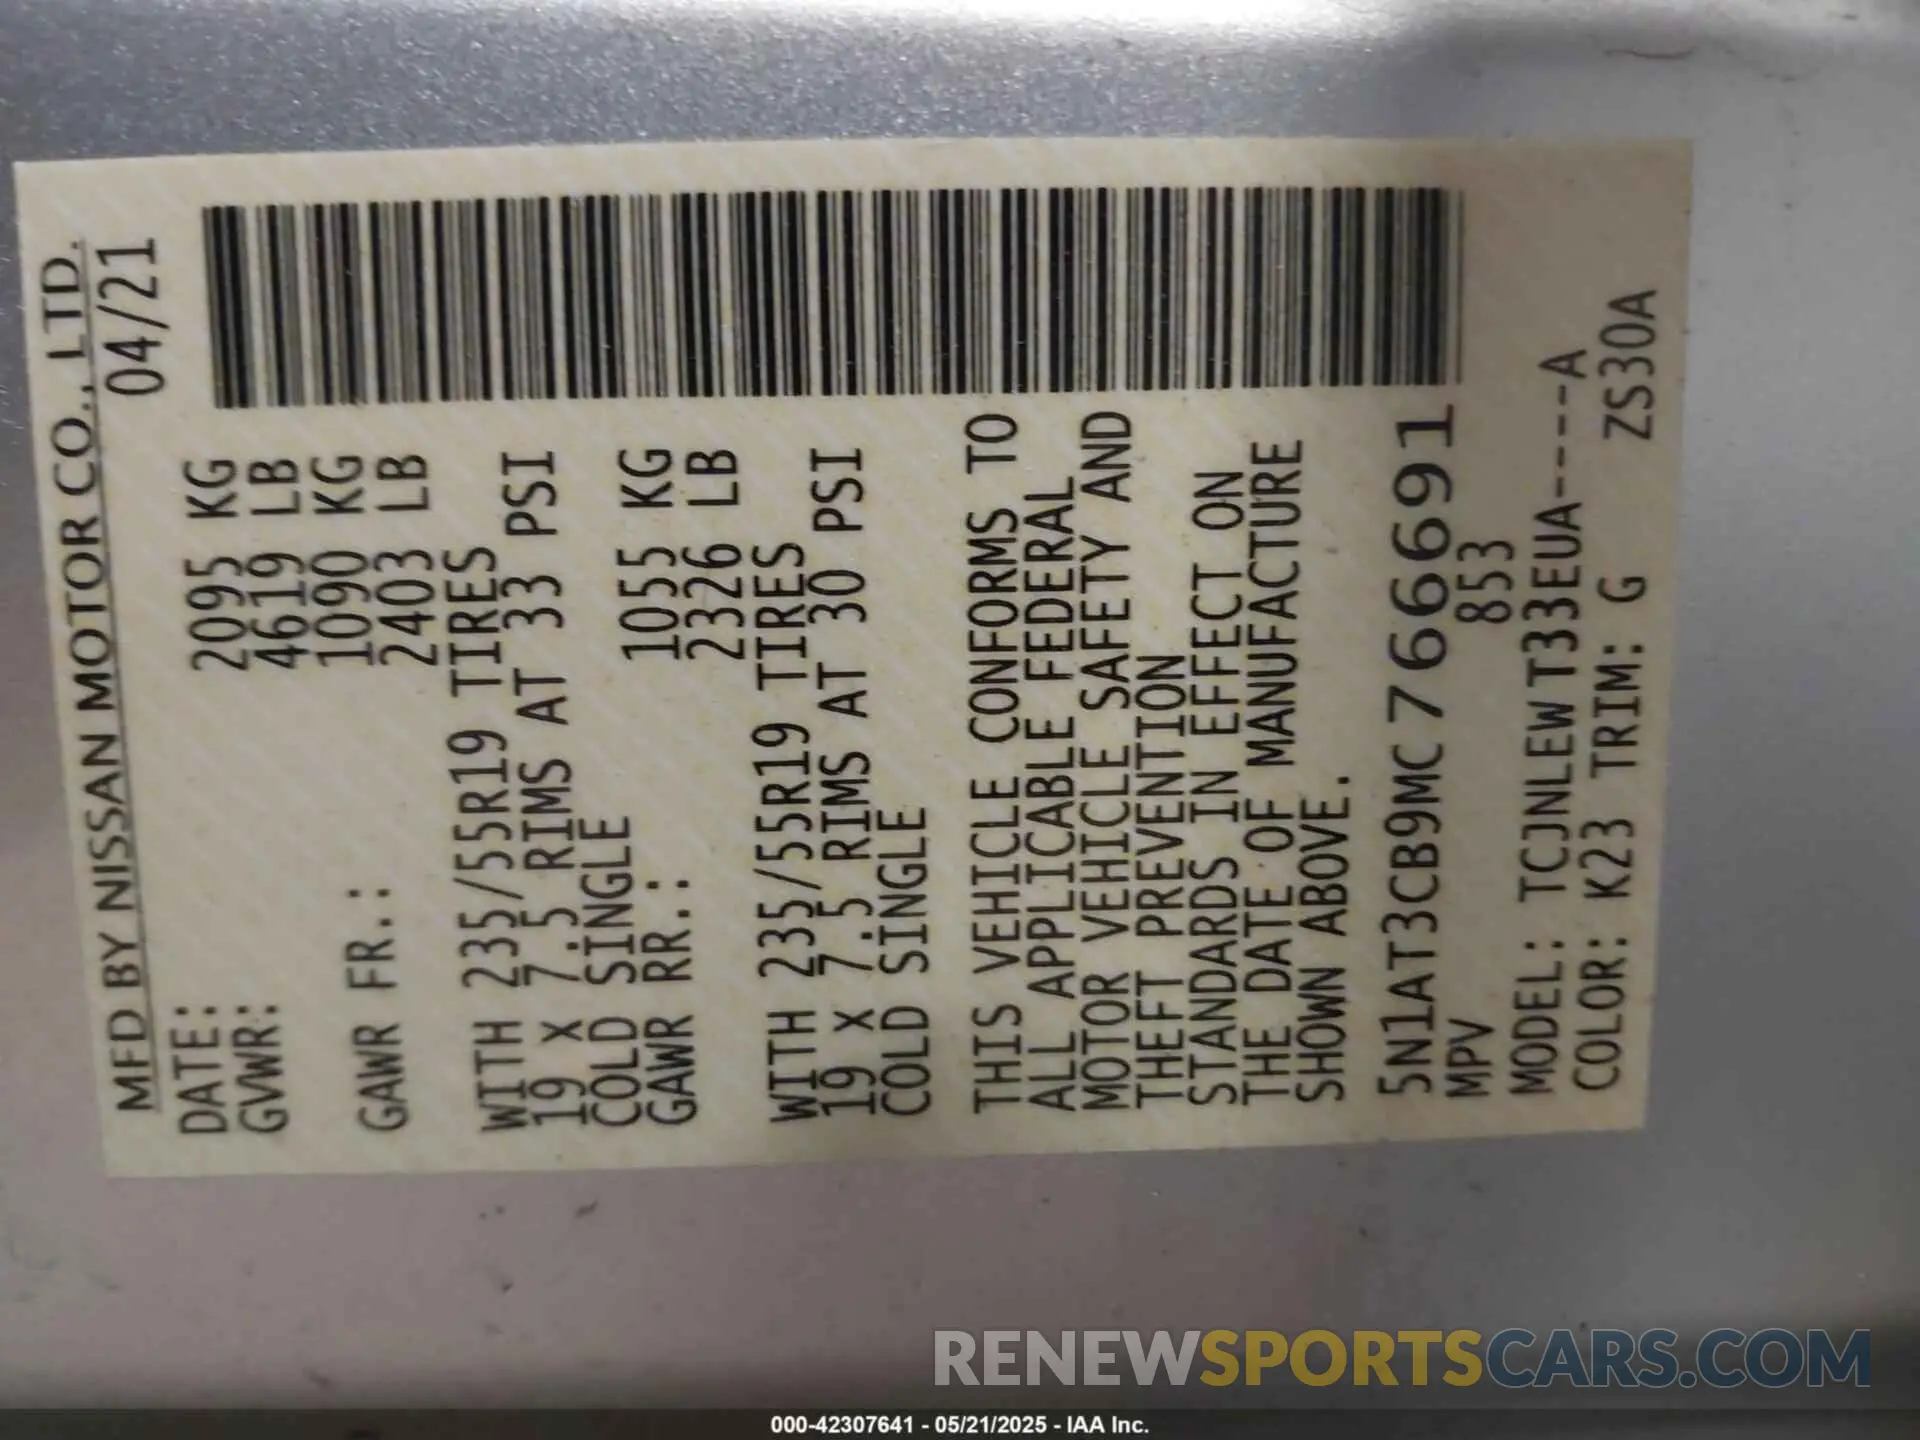 MFD BY NISSAN MOTOR CO., LTD.
DATE: 04/21
GVWR: 2095 KG
4619 LB
GAWR FR.: 1090 KG
2403 LB
WITH 235/55R19 TIRES
19 X 7.5 RIMS AT 33 PSI
COLD SINGLE
GAWR RR.: 1055 KG
2326 LB
WITH 235/55R19 TIRES
19 X 7.5 RIMS AT 30 PSI
COLD SINGLE
THIS VEHICLE CONFORMS TO
ALL APPLICABLE FEDERAL
MOTOR VEHICLE SAFETY AND
THEFT PREVENTION
STANDARDS IN EFFECT ON
THE DATE OF MANUFACTURE
SHOWN ABOVE.
5N1AT3CB9MC766691
MPV 853
MODEL: TCJNLEWT33EUA-----A
COLOR: K23 TRIM: G ZS30A
RENEWSPORTSCARS.COM
000-42307641 - 05/21/2025 - IAA Inc.